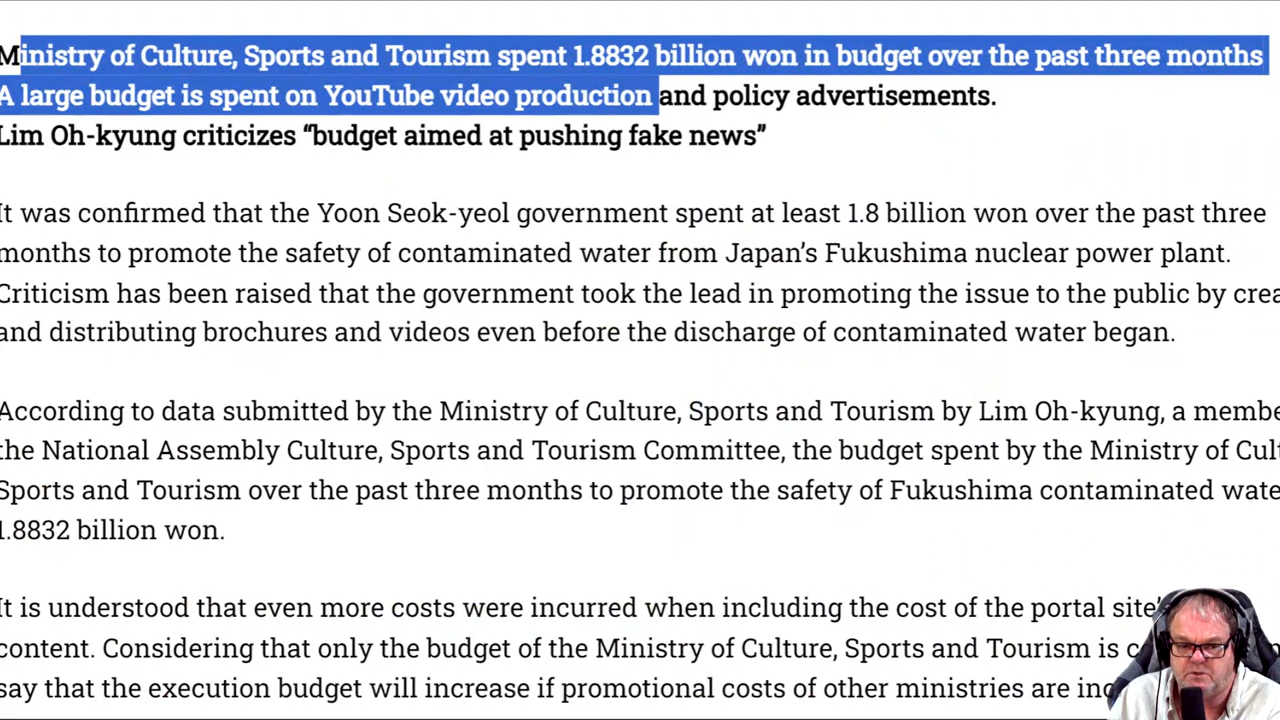 Ministry of Culture, Sports and Tourism spent 1.8832 billion won in budget over the past three months
A large budget is spent on YouTube video production and policy advertisements.
Lim Oh-kyung criticizes “budget aimed at pushing fake news”
It was confirmed that the Yoon Seok-yeol government spent at least 1.8 billion won over the past three
months to promote the safety of contaminated water from Japan’s Fukushima nuclear power plant.
Criticism has been raised that the government took the lead in promoting the issue to the public by
and distributing brochures and videos even before the discharge of contaminated water began.
According to data submitted by the Ministry of Culture, Sports and Tourism by Lim Oh-kyung, a
the National Assembly Culture, Sports and Tourism Committee, the budget spent by the Ministry of
Sports and Tourism over the past three months to promote the safety of Fukushima contaminated
1.8832 billion won.
It is understood that even more costs were incurred when including the cost of the portal
content. Considering that only the budget of the Ministry of Culture, Sports and Tourism is
say that the execution budget will increase if promotional costs of other ministries are